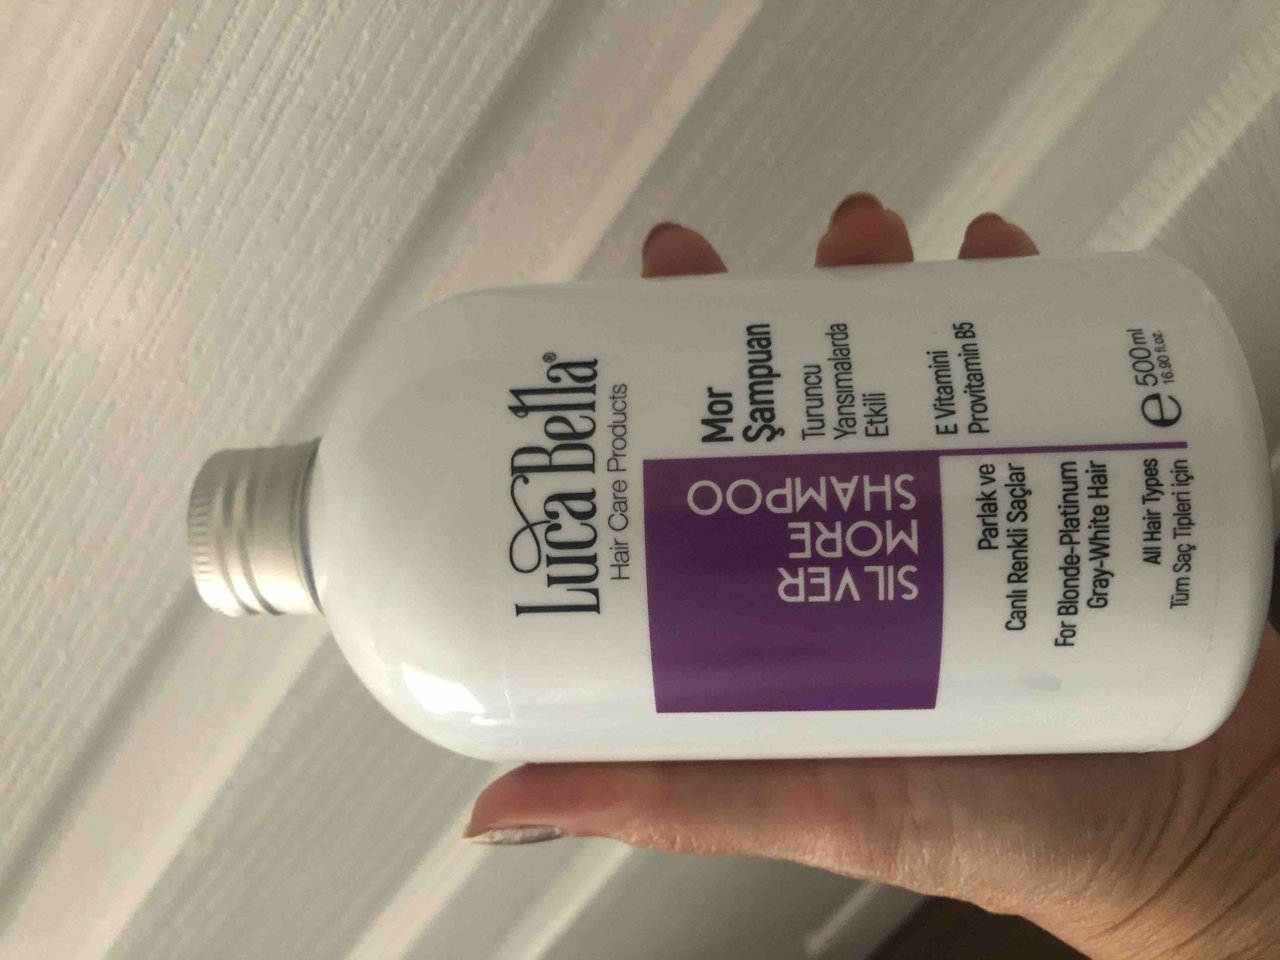 Luca Bella®
Hair Care Products
SILVER
MORE
SHAMPOO
Mor
Şampuan
Turuncu
Yansımalarda
Etkili
E Vitamini
Provitamin B5
Parlak ve
Canlı Renkli Saçlar
For Blonde-Platinum
Gray-White Hair
All Hair Types
Tüm Saç Tipleri için
e 500ml
16.90 fl.oz.